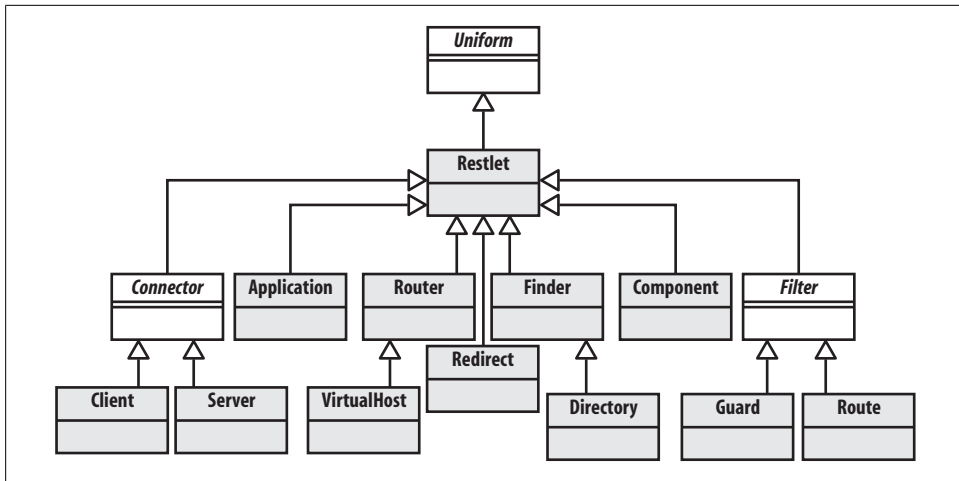 Uniform
Restlet
Connector
Application
Router
Finder
Component
Filter
Redirect
Client
Server
VirtualHost
Directory
Guard
Route